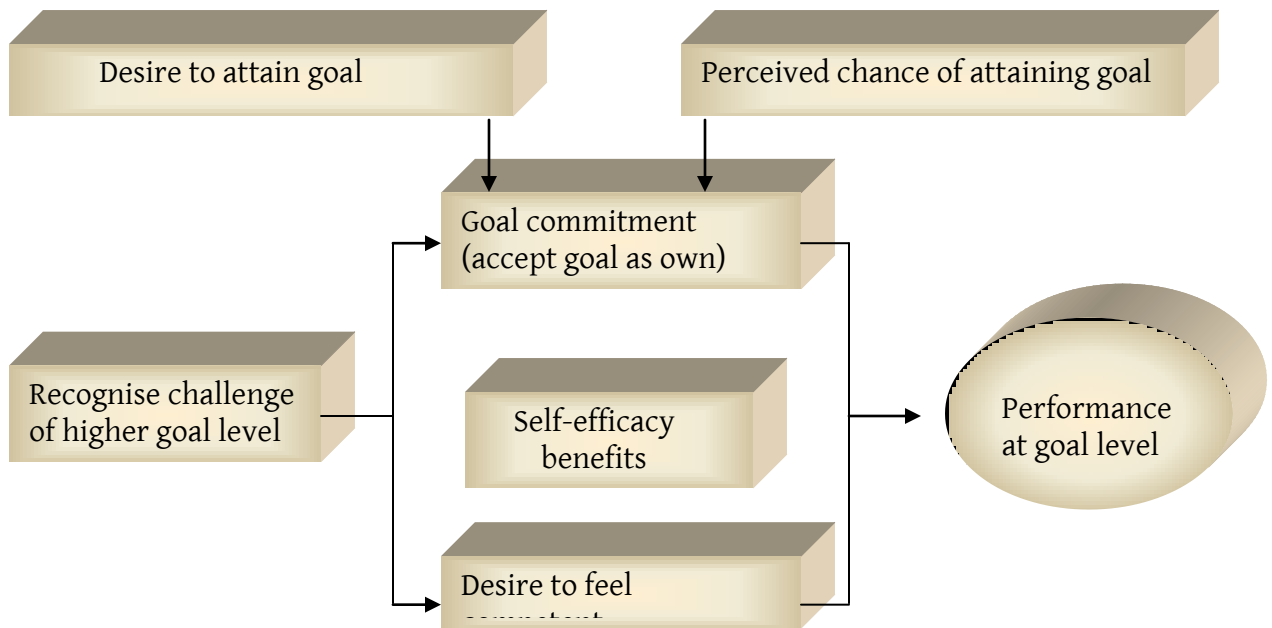 Desire to attain goal
Perceived chance of attaining goal
Goal commitment
(accept goal as own)
Recognise challenge
of higher goal level
Self-efficacy
benefits
Performance
at goal level
Desire to feel